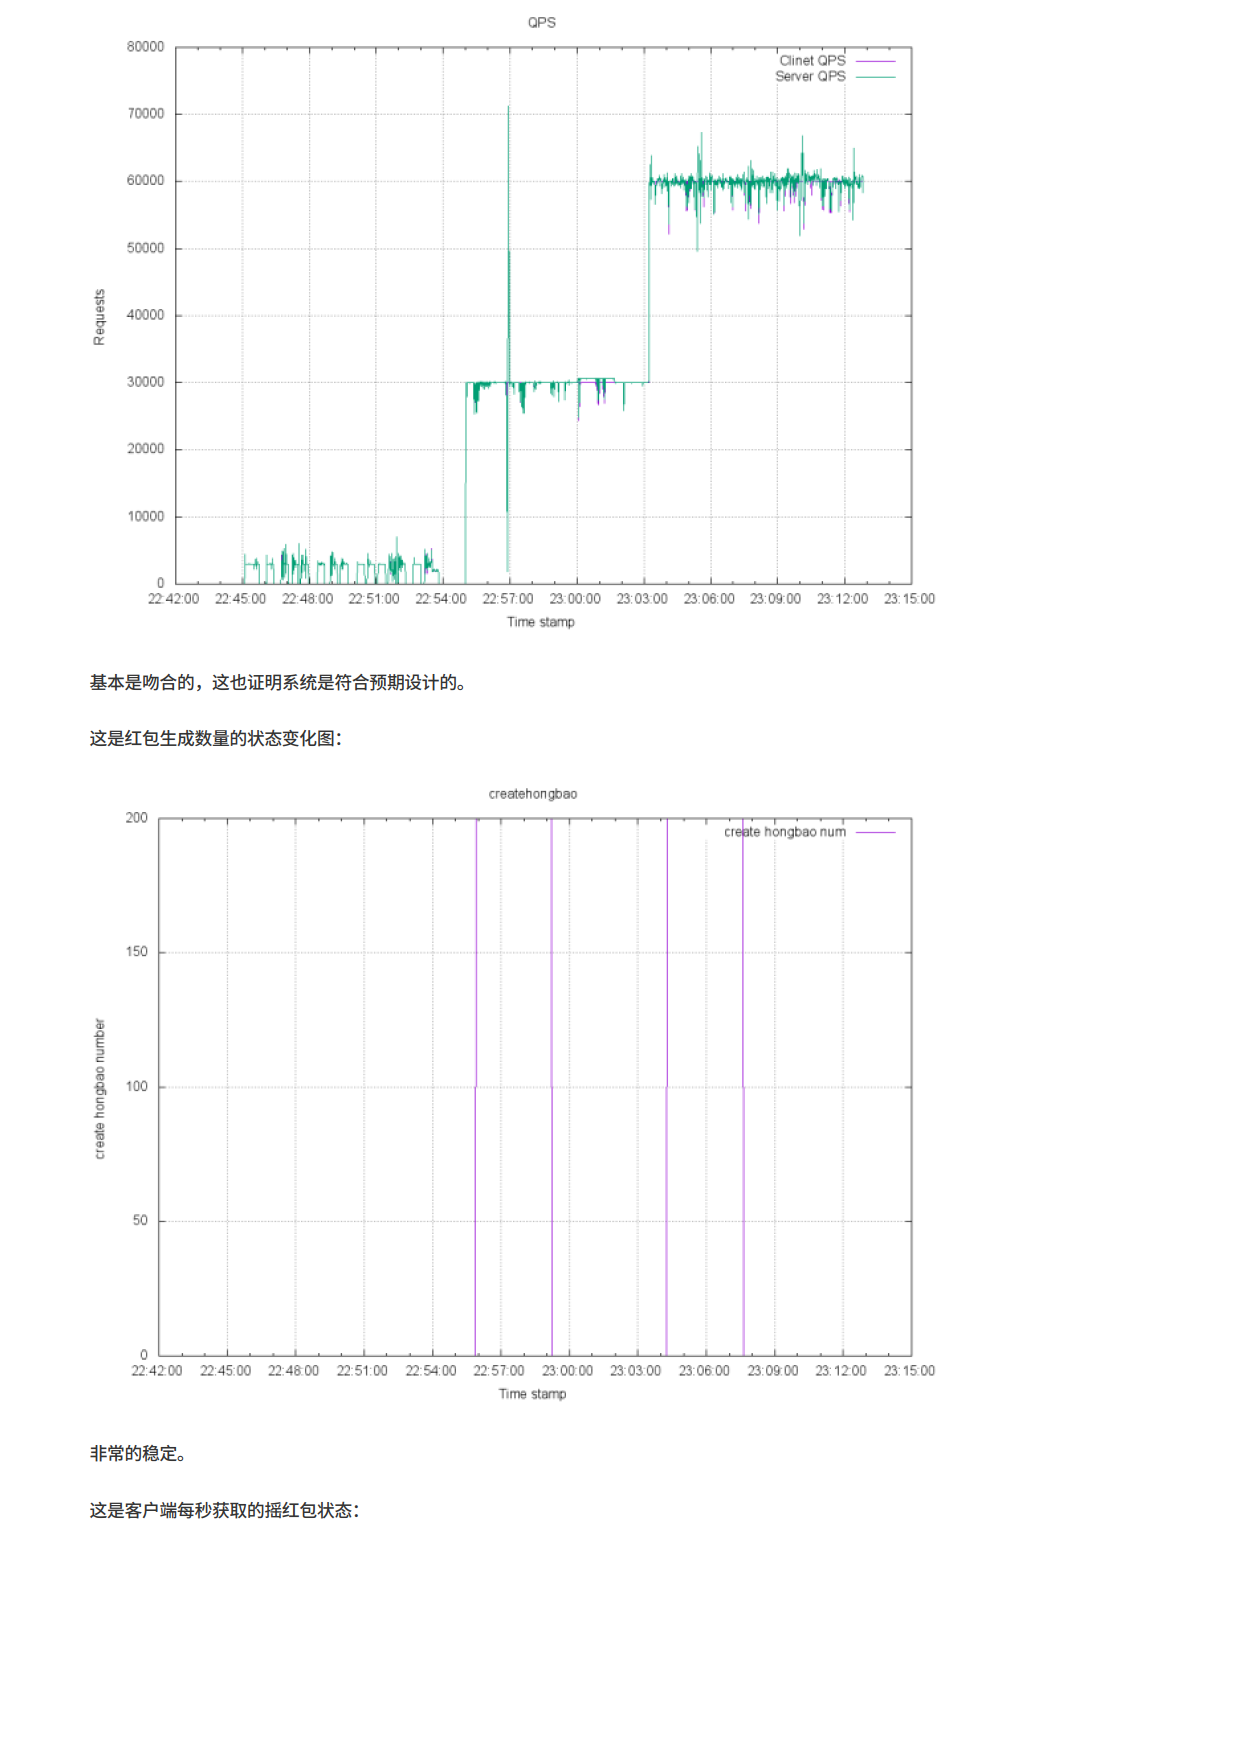 QPS
80000
Clinet QPS
Server QPS
70000
60000
50000
40000
30000
20000
10000
0
Requests
22:42:00 22:45:00 22:48:00 22:51:00 22:54:00 22:57:00 23:00:00 23:03:00 23:06:00 23:09:00 23:12:00 23:15:00
Time stamp
基本是吻合的，这也证明系统是符合预期设计的。
这是红包生成数量的状态变化图：
createhongbao
200
create hongbao num
150
100
50
0
create hongbao number
22:42:00 22:45:00 22:48:00 22:51:00 22:54:00 22:57:00 23:00:00 23:03:00 23:06:00 23:09:00 23:12:00 23:15:00
Time stamp
非常的稳定。
这是客户端每秒获取的摇红包状态：